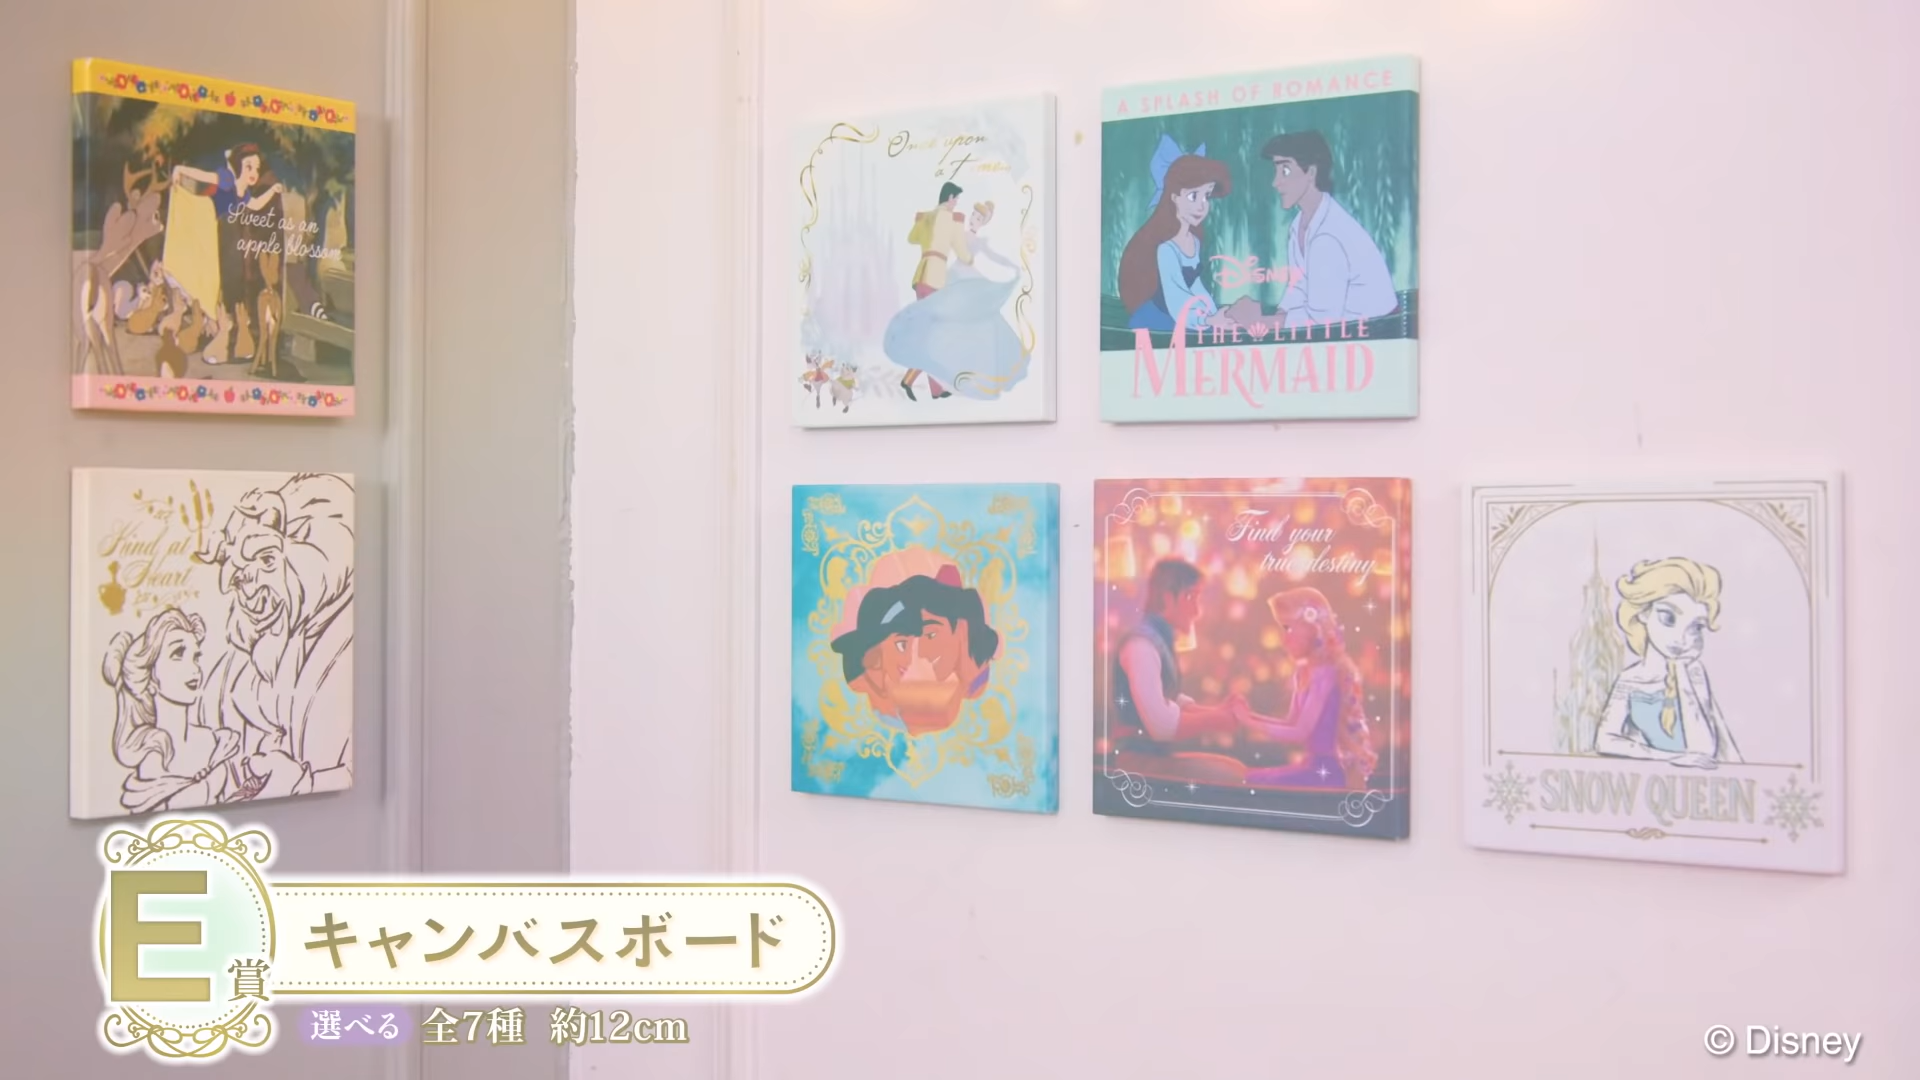 Sweet as an
apple blossom
Kind at
Heart
Once upon
a Time
A SPLASH OF ROMANCE
Disney
THE LITTLE
MERMAID
Find your
true destiny
SNOW QUEEN
E賞
キャンバスボード
選べる 全7種 約12cm
© Disney